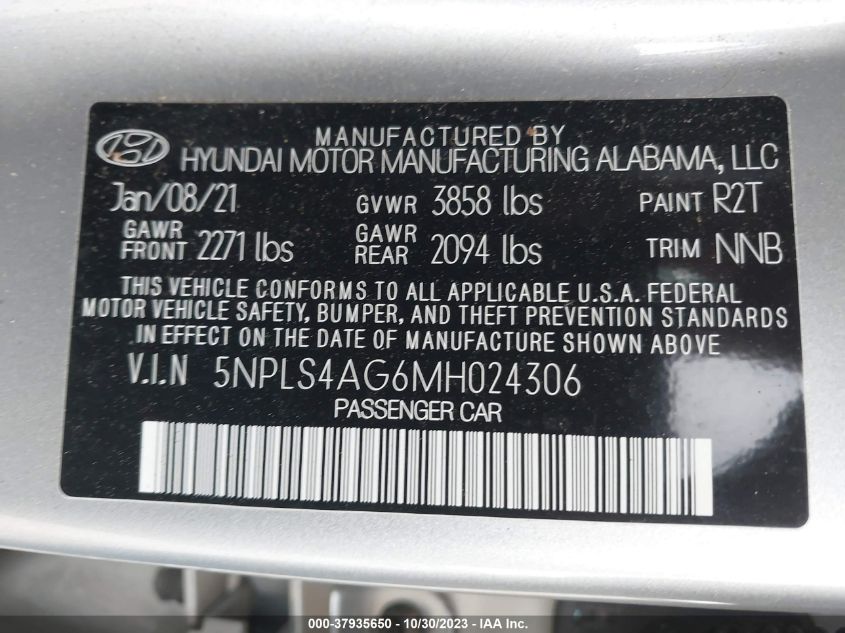 MANUFACTURED BY
HYUNDAI MOTOR MANUFACTURING ALABAMA, LLC
Jan/08/21 GVWR 3858 lbs PAINT R2T
GAWR FRONT 2271 lbs GAWR REAR 2094 lbs TRIM NNB
THIS VEHICLE CONFORMS TO ALL APPLICABLE U.S.A. FEDERAL
MOTOR VEHICLE SAFETY, BUMPER, AND THEFT PREVENTION STANDARDS
IN EFFECT ON THE DATE OF MANUFACTURE SHOWN ABOVE.
V.I.N 5NPLS4AG6MH024306
PASSENGER CAR
000-37935650 - 10/30/2023 - IAA Inc.